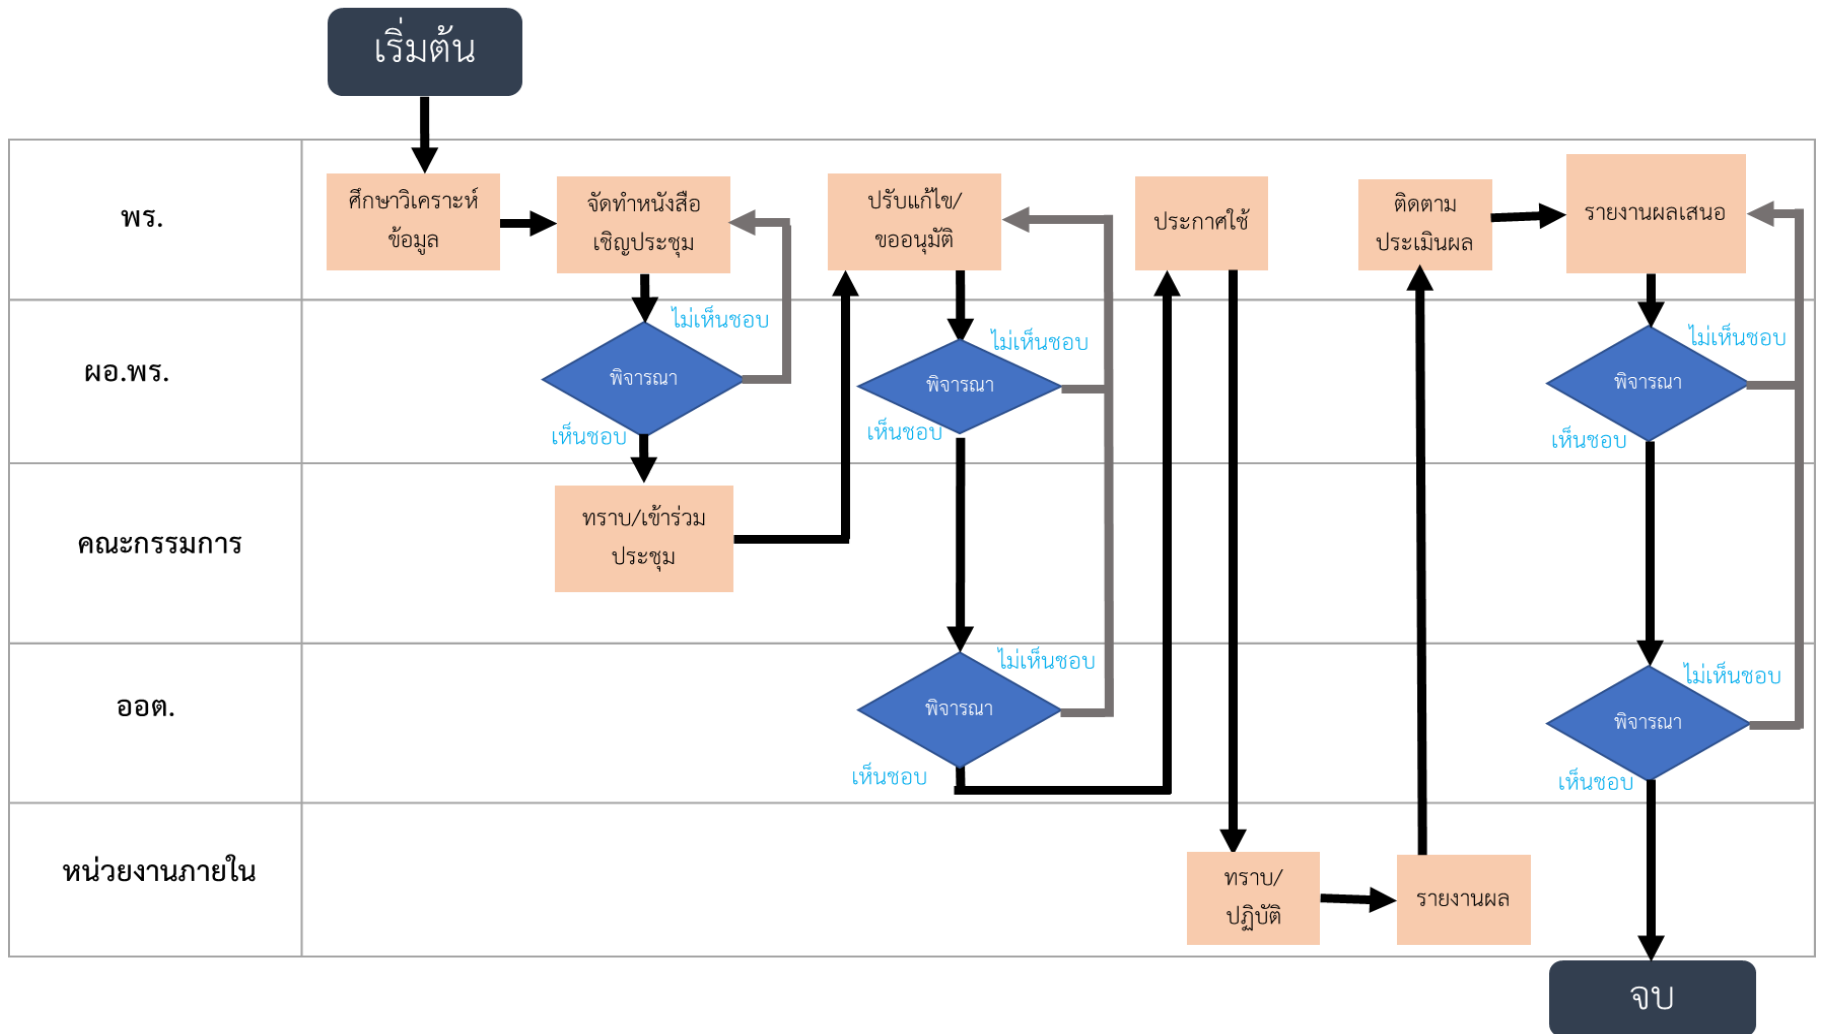 เริ่มต้น
พร.
ศึกษาวิเคราะห์
ข้อมูล
จัดทำหนังสือ
เชิญประชุม
ปรับแก้ไข/
ขออนุมัติ
ประกาศใช้
ติดตาม
ประเมินผล
รายงานผลเสนอ
ผอ.พร.
พิจารณา
ไม่เห็นชอบ
เห็นชอบ
พิจารณา
ไม่เห็นชอบ
เห็นชอบ
พิจารณา
ไม่เห็นชอบ
เห็นชอบ
คณะกรรมการ
ทราบ/เข้าร่วม
ประชุม
ออต.
พิจารณา
ไม่เห็นชอบ
เห็นชอบ
พิจารณา
ไม่เห็นชอบ
เห็นชอบ
หน่วยงานภายใน
ทราบ/
ปฏิบัติ
รายงานผล
จบ